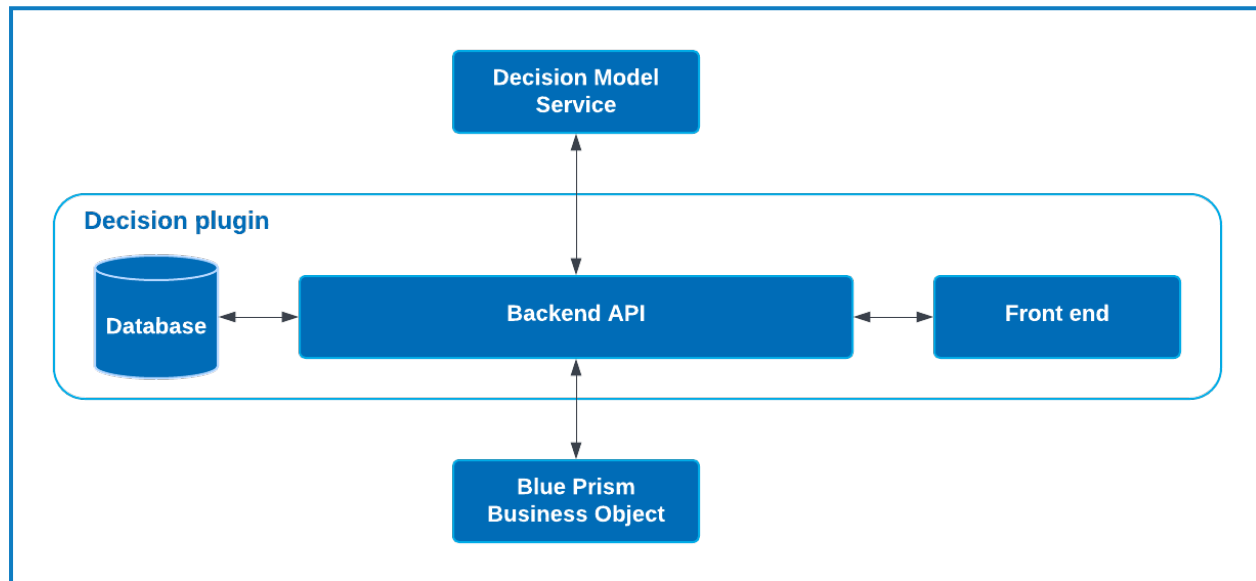 Decision Model
Service
Decision plugin
Database
Backend API
Front end
Blue Prism
Business Object